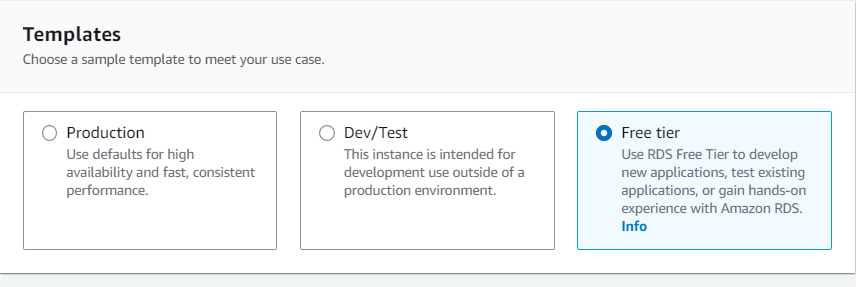 Templates
Choose a sample template to meet your use case.
Production
Use defaults for high
availability and fast, consistent
performance.
Dev/Test
This instance is intended for
development use outside of a
production environment.
Free tier
Use RDS Free Tier to develop
new applications, test existing
applications, or gain hands-on
experience with Amazon RDS.
Info